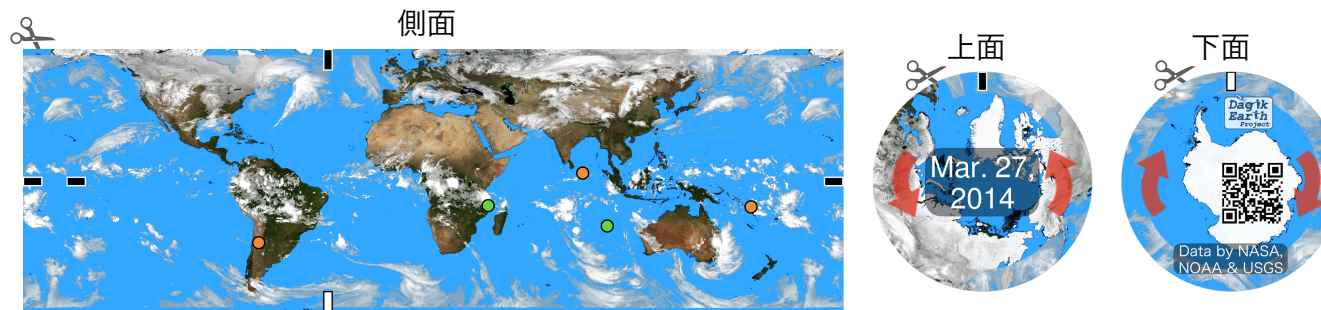 側面
上面
下面
Mar. 27,
2014
Dagik
Earth
Project
Data by NASA,
NOAA & USGS